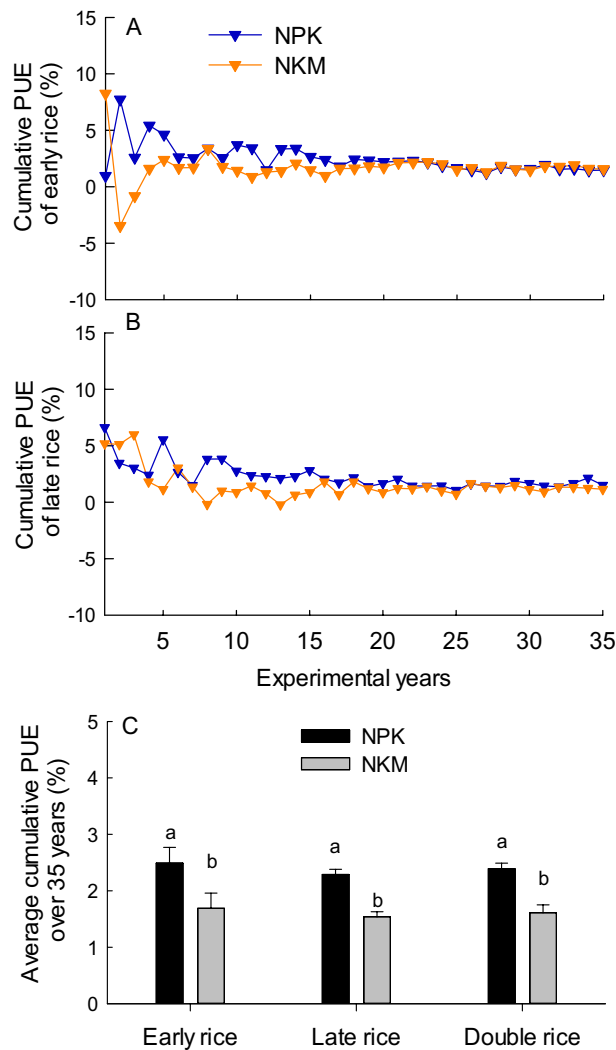 A
NPK
NKM
Cumulative PUE
of early rice (%)
15
10
5
0
-5
-10
B
Cumulative PUE
of late rice (%)
15
10
5
0
-5
-10
5 10 15 20 25 30 35
Experimental years
C
NPK
NKM
Average cumulative PUE
over 35 years (%)
5
4
3
2
1
0
a b a b a b
Early rice Late rice Double rice